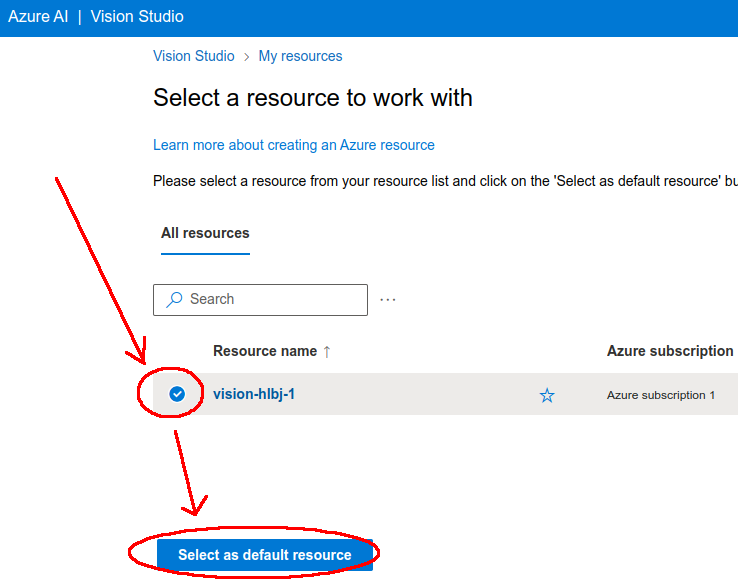 Azure AI | Vision Studio
Vision Studio > My resources
Select a resource to work with
Learn more about creating an Azure resource
Please select a resource from your resource list and click on the 'Select as default resource' bu
All resources
Search ...
Resource name ↑ Azure subscription
vision-hlbj-1 Azure subscription 1
Select as default resource